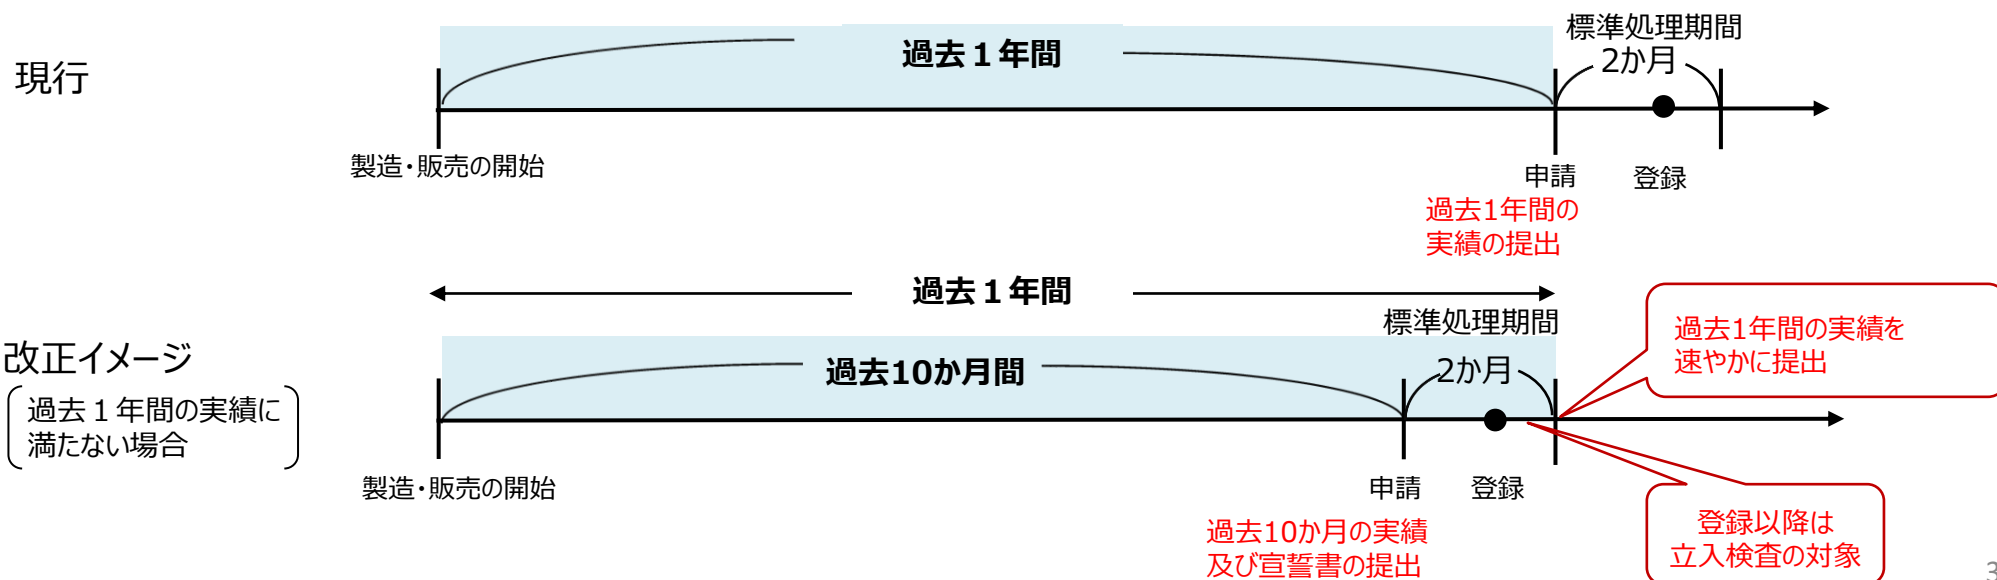 標準処理期間
過去１年間
2か月
現行
製造・販売の開始
申請
登録
過去1年間の
実績の提出
過去１年間
標準処理期間
過去1年間の実績を
速やかに提出
改正イメージ
過去10か月間
2か月
過去１年間の実績に
満たない場合
製造・販売の開始
申請
登録
過去10か月の実績
及び宣誓書の提出
登録以降は
立入検査の対象
3